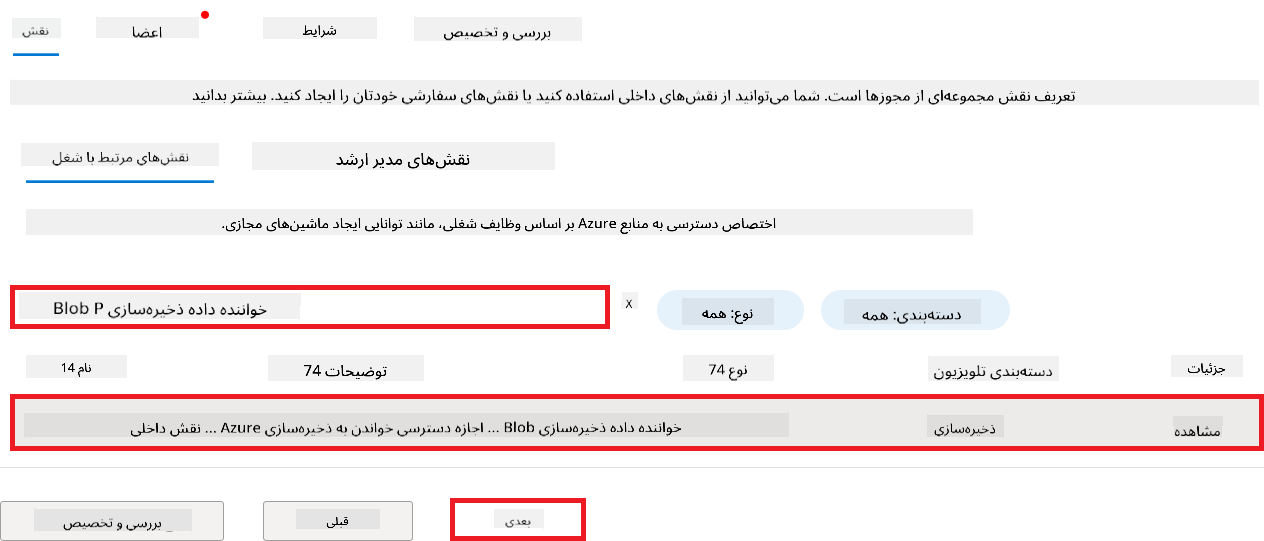 نقش
اعضا
شرایط
بررسی و تخصیص
تعریف نقش مجموعه‌ای از مجوزها است. شما می‌توانید از نقش‌های داخلی استفاده کنید یا نقش‌های سفارشی خودتان را ایجاد کنید. بیشتر بدانید
نقش‌های مرتبط با شغل
نقش‌های مدیر ارشد
اختصاص دسترسی به منابع Azure بر اساس وظایف شغلی، مانند توانایی ایجاد ماشین‌های مجازی.
خواننده داده ذخیره‌سازی Blob P
X
نوع: همه
دسته‌بندی: همه
نام 14
توضیحات 74
نوع 74
دسته‌بندی تلویزیون
جزئیات
خواننده داده ذخیره‌سازی Blob ... اجازه دسترسی خواندن به ذخیره‌سازی Azure ... نقش داخلی
ذخیره‌سازی
مشاهده
بررسی و تخصیص _
قبلی
بعدی